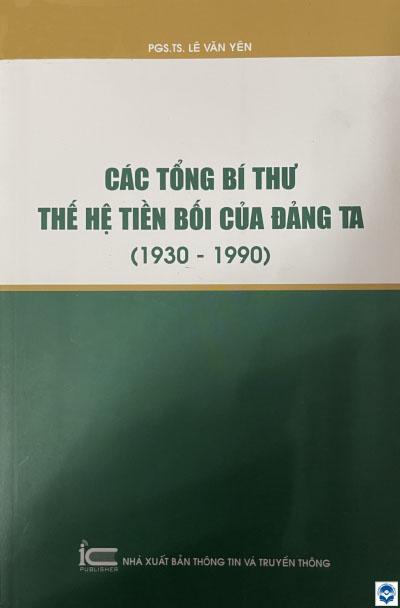 PGS.TS. LÊ VĂN YÊN
CÁC TỔNG BÍ THƯ
THẾ HỆ TIỀN BỐI CỦA ĐẢNG TA
(1930 - 1990)
ic
PUBLISHER
NHÀ XUẤT BẢN THÔNG TIN VÀ TRUYỀN THÔNG